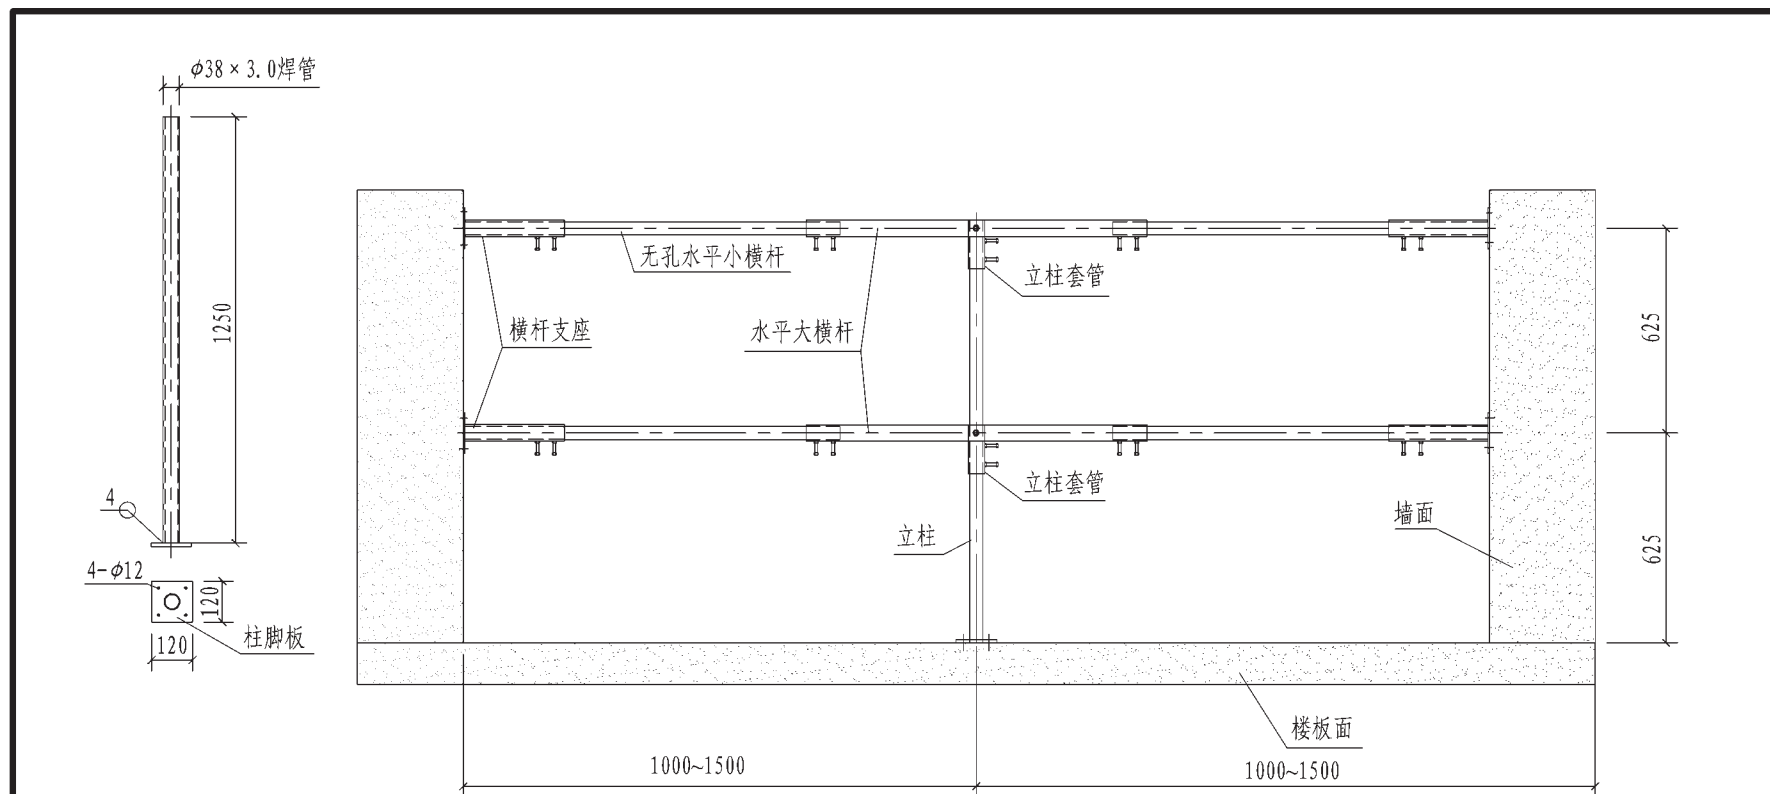 ϕ38×3.0焊管
1250
4
4-ϕ12
120
120
柱脚板
无孔水平小横杆
立柱套管
横杆支座
水平大横杆
625
立柱套管
墙面
立柱
625
楼板面
1000~1500
1000~1500